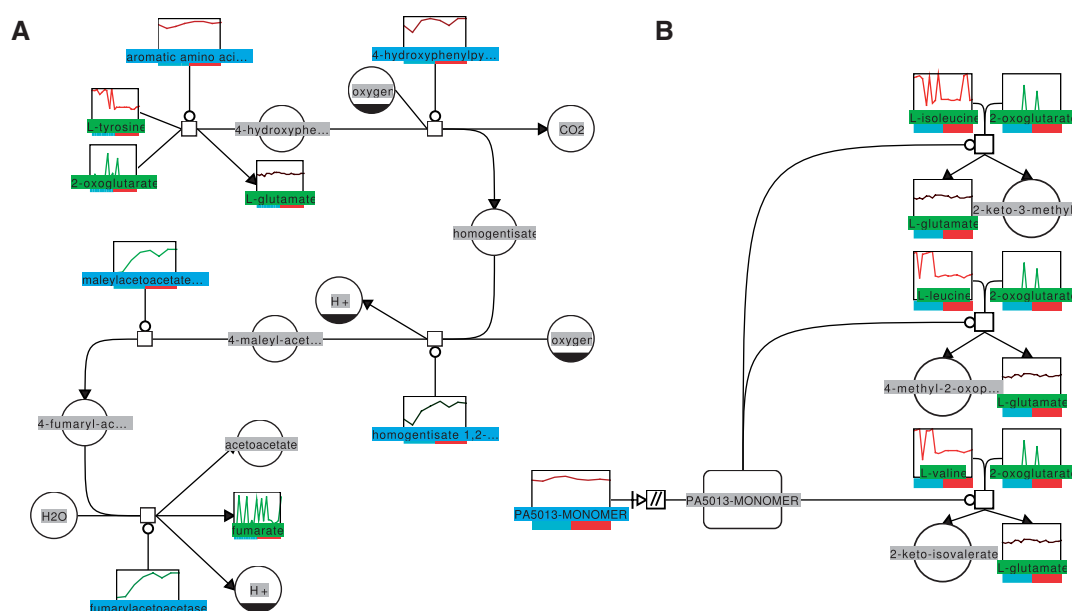 A
aromatic amino aci...
4-hydroxyphenylpy...
oxygen
L-tyrosine
4-hydroxyphe...
CO2
2-oxoglutarate
L-glutamate
homogentisate
maleylacetoacetate...
H+
4-maleyl-acet...
oxygen
4-fumaryl-ac...
acetoacetate
homogentisate 1,2-...
H2O
fumarate
H+
fumarylacetoacetase
B
L-isoleucine
2-oxoglutarate
L-glutamate
2-keto-3-methyl
L-leucine
2-oxoglutarate
4-methyl-2-oxop...
L-glutamate
L-valine
2-oxoglutarate
PA5013-MONOMER
//
PA5013-MONOMER
2-keto-isovalerate
L-glutamate